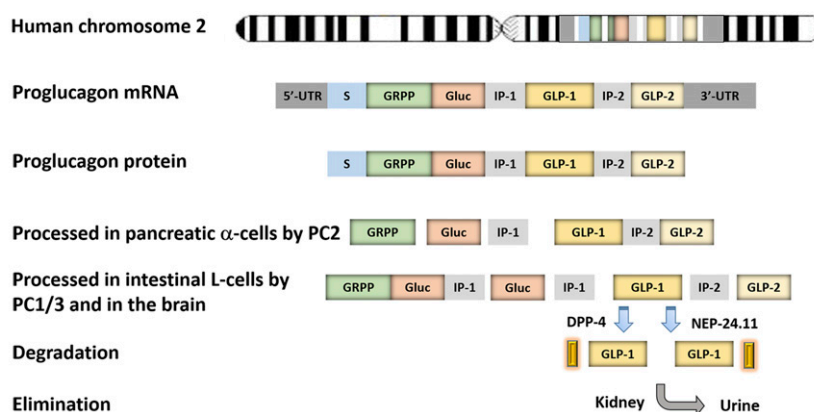 Human chromosome 2
Proglucagon mRNA
5'-UTR S GRPP Gluc IP-1 GLP-1 IP-2 GLP-2 3'-UTR
Proglucagon protein
S GRPP Gluc IP-1 GLP-1 IP-2 GLP-2
Processed in pancreatic α-cells by PC2
GRPP Gluc IP-1 GLP-1 IP-2 GLP-2
Processed in intestinal L-cells by
PC1/3 and in the brain
GRPP Gluc IP-1 Gluc IP-1 GLP-1 IP-2 GLP-2
DPP-4 NEP-24.11
Degradation
GLP-1 GLP-1
Elimination
Kidney Urine